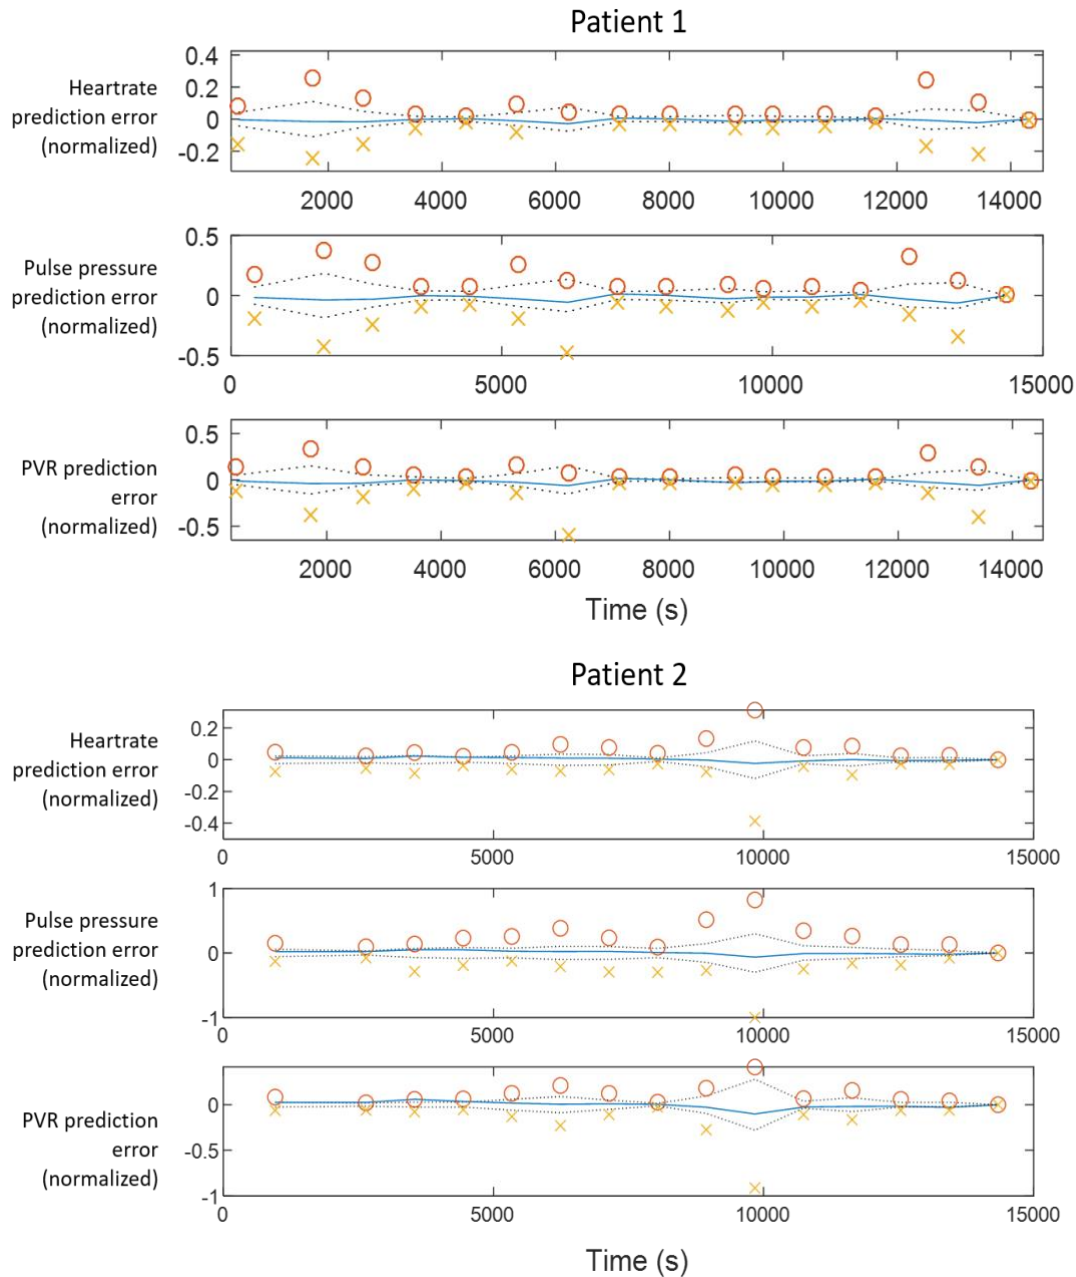 Patient 1
Heartrate
prediction error
(normalized)
0.4
0.2
0
-0.2
2000 4000 6000 8000 10000 12000 14000
Pulse pressure
prediction error
(normalized)
0.5
0
-0.5
0 5000 10000 15000
PVR prediction
error
(normalized)
0.5
0
-0.5
2000 4000 6000 8000 10000 12000 14000
Time (s)
Patient 2
Heartrate
prediction error
(normalized)
0.2
0
-0.2
-0.4
0 5000 10000 15000
Pulse pressure
prediction error
(normalized)
1
0
-1
0 5000 10000 15000
PVR prediction
error
(normalized)
0
-0.5
-1
0 5000 10000 15000
Time (s)